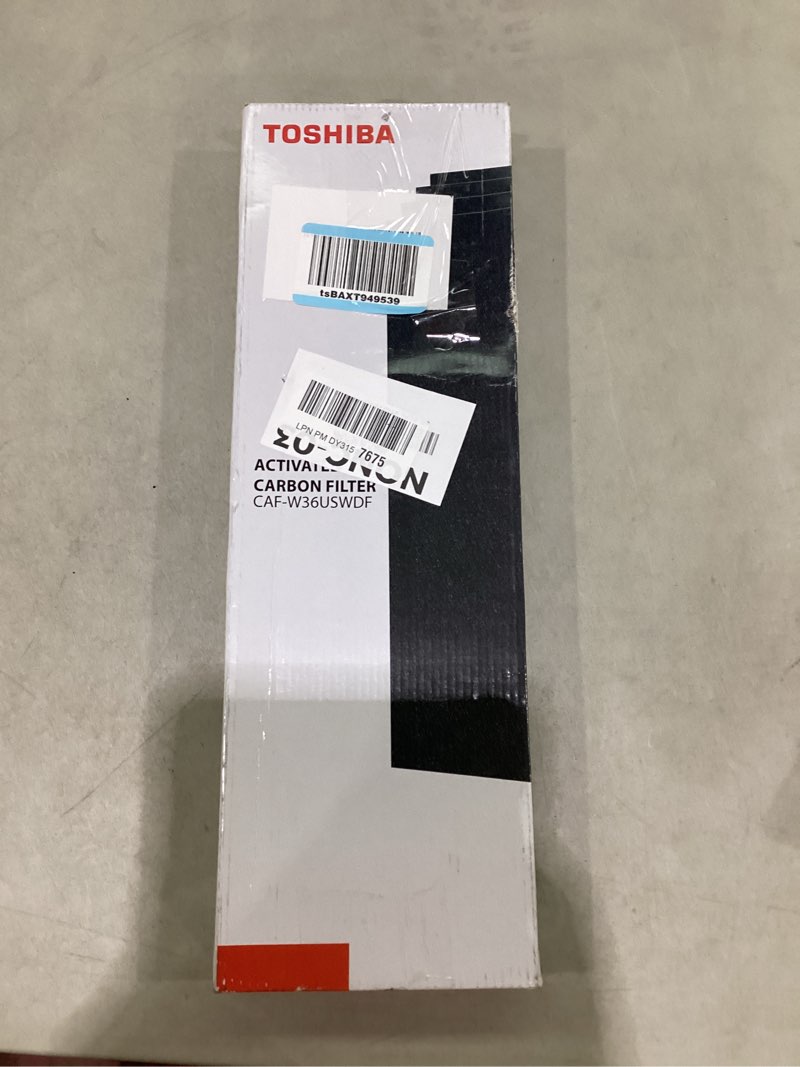 TOSHIBA
tsBAXT949539
LPN PM DY315 7675
CARBON FILTER
CAF-W36USWDF